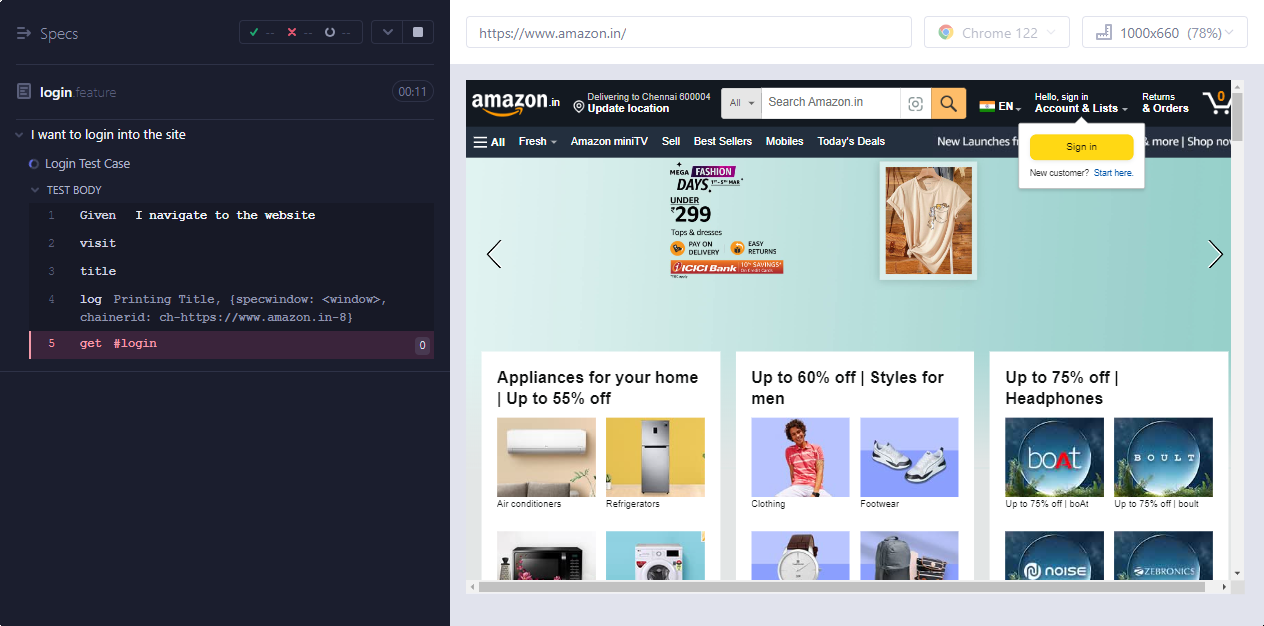 Specs
-- -- --
login.feature
00:11
I want to login into the site
Login Test Case
TEST BODY
1 Given I navigate to the website
2 visit
3 title
4 log Printing Title, {specwindow: <window>,
chainerid: ch-https://www.amazon.in-8}
5 get #login 0
https://www.amazon.in/
Chrome 122
1000x660 (78%)
amazon.in
Delivering to Chennai 600004
Update location
All
Search Amazon.in
EN
Hello, sign in
Account & Lists
Returns
& Orders
0
All Fresh Amazon miniTV Sell Best Sellers Mobiles Today's Deals
New Launches f
& more | Shop now
Sign in
New customer? Start here.
MEGA FASHION
DAYS 1ST-5TH MAR
UNDER
₹299
Tops & dresses
PAY ON
DELIVERY
EASY
RETURNS
ICICI Bank
10% SAVINGS*
On Credit Cards
Appliances for your home
| Up to 55% off
Air conditioners
Refrigerators
Up to 60% off | Styles for
men
Clothing
Footwear
Up to 75% off |
Headphones
boAt
BOULT
Up to 75% off | boAt
Up to 75% off | boult
noise
ZEBRONICS